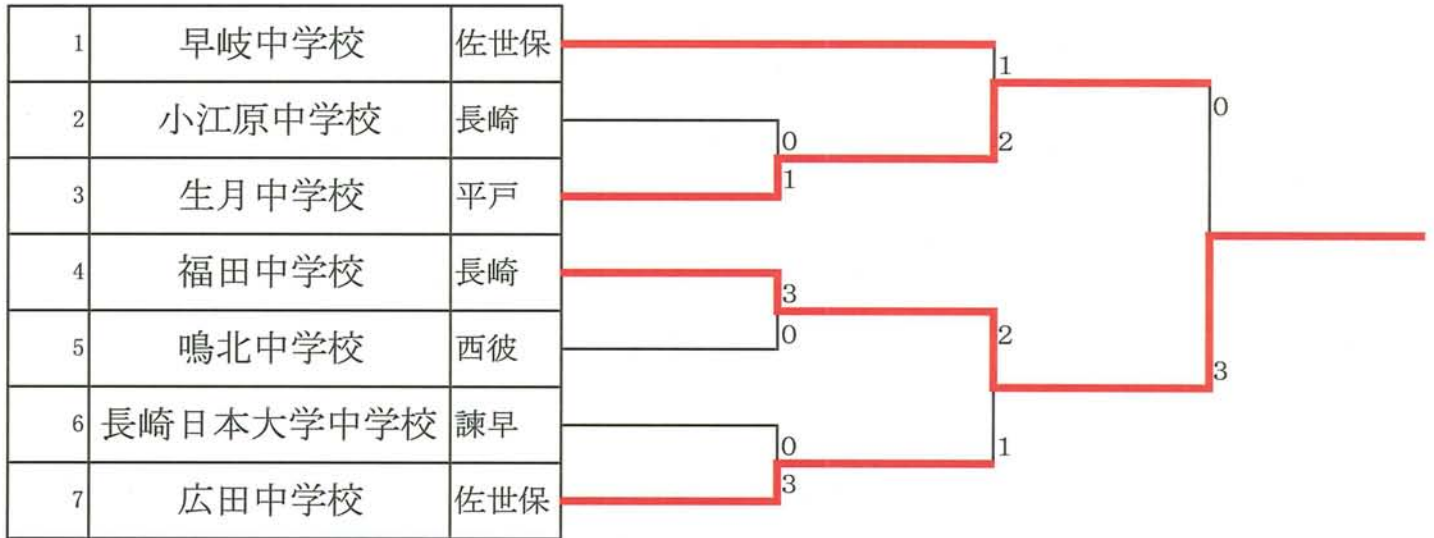 1 早岐中学校 佐世保
1
2 小江原中学校 長崎
0
0
2
1
3 生月中学校 平戸
4 福田中学校 長崎
3
0
2
5 鳴北中学校 西彼
3
6 長崎日本大学中学校 諫早
0
1
3
7 広田中学校 佐世保